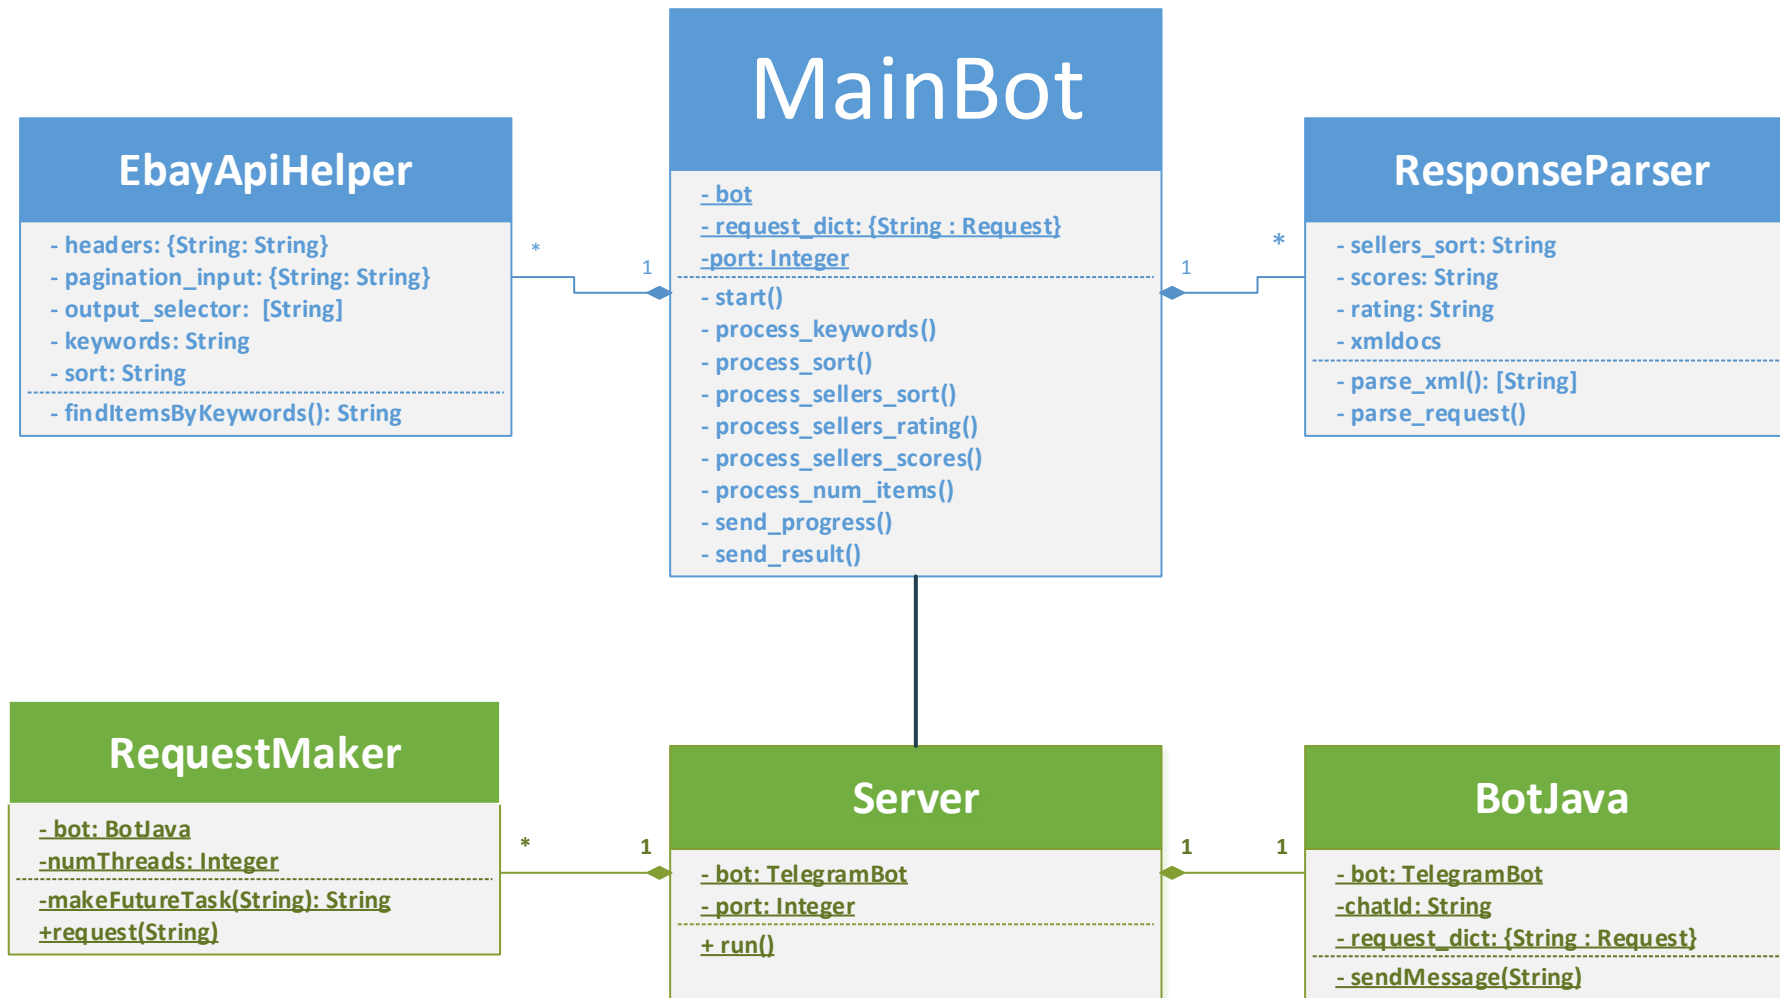 MainBot
- bot
- request_dict: {String : Request}
-port: Integer
- start()
- process_keywords()
- process_sort()
- process_sellers_sort()
- process_sellers_rating()
- process_sellers_scores()
- process_num_items()
- send_progress()
- send_result()
EbayApiHelper
- headers: {String: String}
- pagination_input: {String: String}
- output_selector: [String]
- keywords: String
- sort: String
- findItemsByKeywords(): String
*
1
1
*
ResponseParser
- sellers_sort: String
- scores: String
- rating: String
- xmldocs
- parse_xml(): [String]
- parse_request()
RequestMaker
- bot: BotJava
-numThreads: Integer
-makeFutureTask(String): String
+request(String)
*
1
Server
- bot: TelegramBot
- port: Integer
+ run()
1
1
BotJava
- bot: TelegramBot
-chatId: String
- request_dict: {String : Request}
- sendMessage(String)